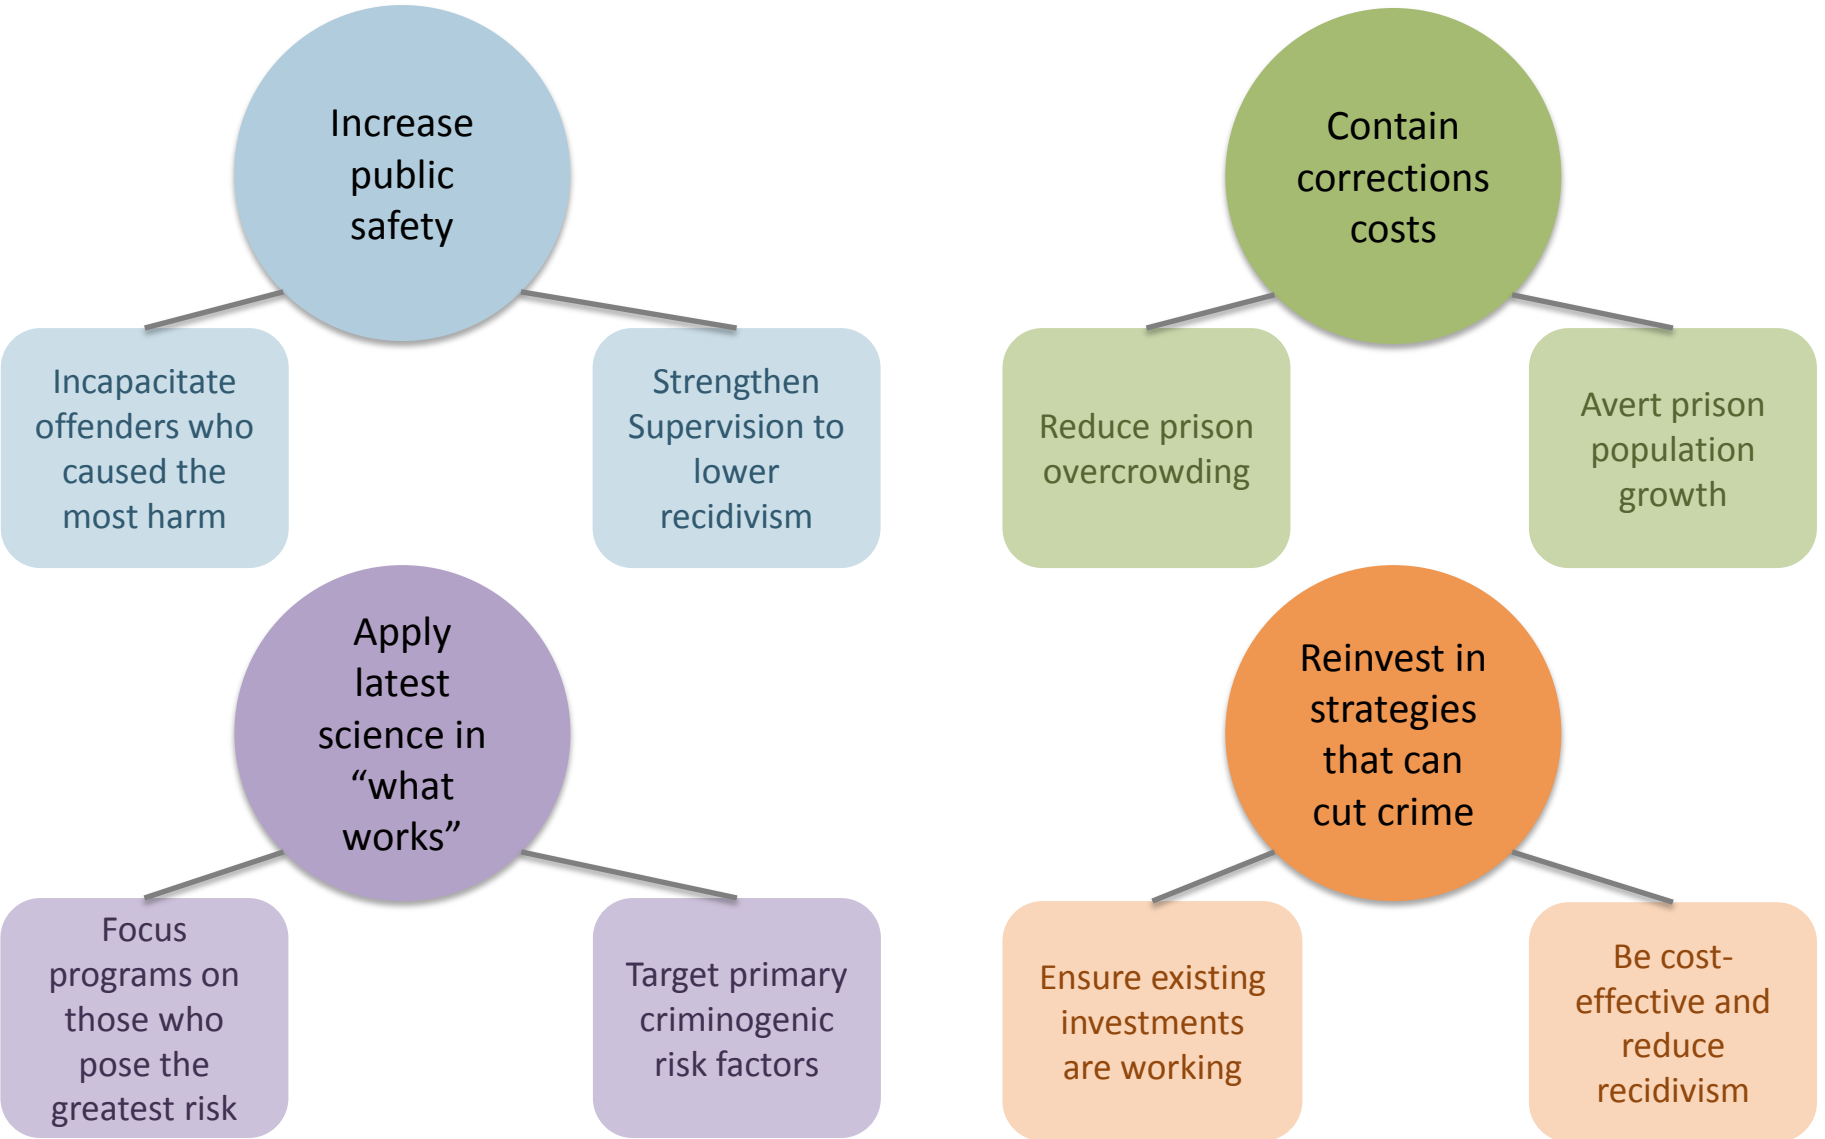 Increase
public
safety
Incapacitate
offenders who
caused the
most harm
Strengthen
Supervision to
lower
recidivism
Contain
corrections
costs
Reduce prison
overcrowding
Avert prison
population
growth
Apply
latest
science in
“what
works”
Focus
programs on
those who
pose the
greatest risk
Target primary
criminogenic
risk factors
Reinvest in
strategies
that can
cut crime
Ensure existing
investments
are working
Be cost-
effective and
reduce
recidivism